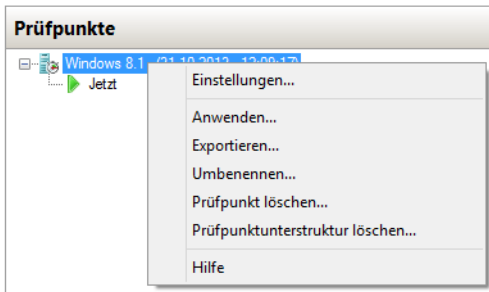 Prüfpunkte
Windows 8.1
Jetzt
Einstellungen...
Anwenden...
Exportieren...
Umbenennen...
Prüfpunkt löschen...
Prüfpunktunterstruktur löschen...
Hilfe